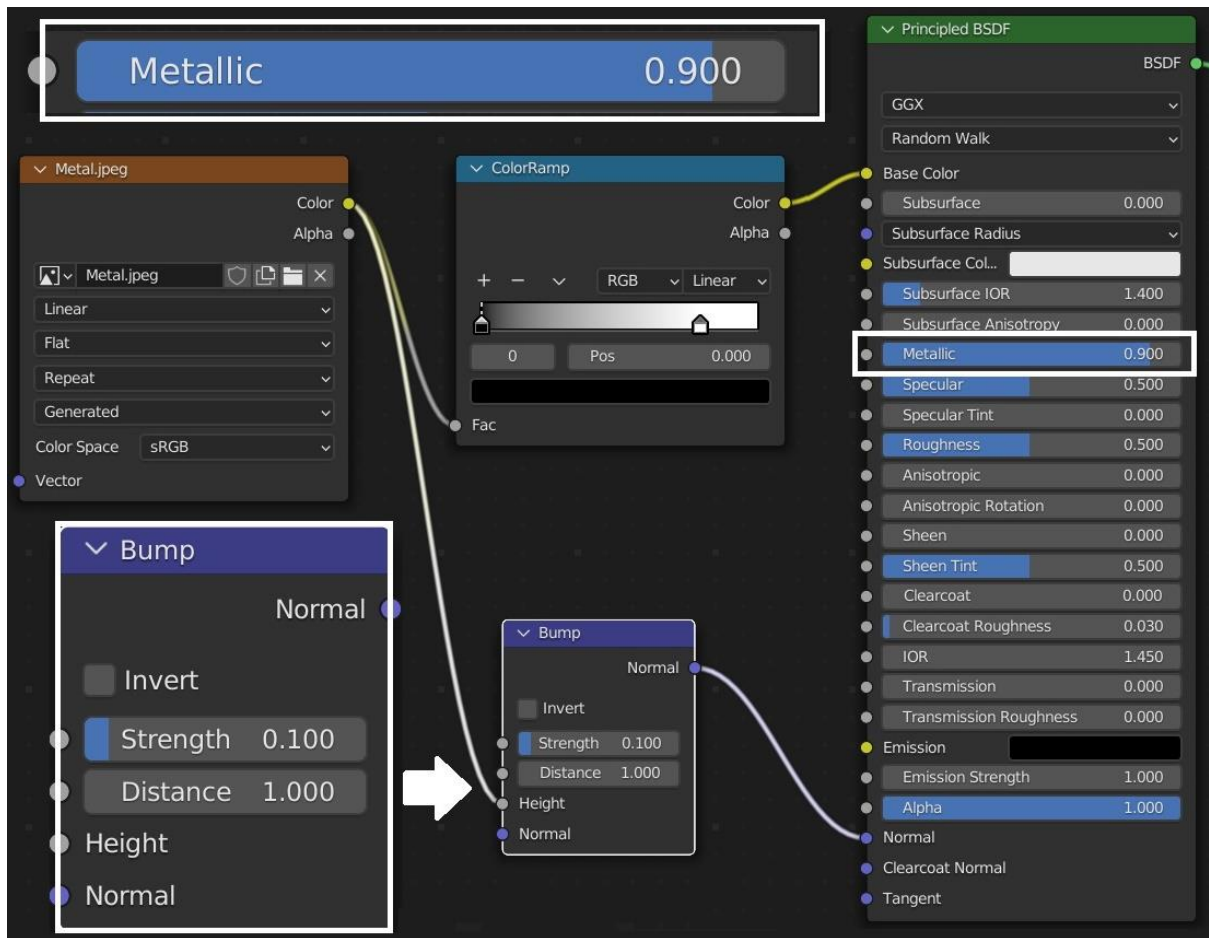 Metallic 0.900
Metal.jpeg
Color
Alpha
Metal.jpeg
Linear
Flat
Repeat
Generated
Color Space sRGB
Vector
Bump
Normal
Invert
Strength 0.100
Distance 1.000
Height
Normal
ColorRamp
Color
Alpha
RGB Linear
0 Pos 0.000
Fac
Bump
Normal
Invert
Strength 0.100
Distance 1.000
Height
Normal
Principled BSDF
BSDF
GGX
Random Walk
Base Color
Subsurface 0.000
Subsurface Radius
Subsurface Col...
Subsurface IOR 1.400
Subsurface Anisotropy 0.000
Metallic 0.900
Specular 0.500
Specular Tint 0.000
Roughness 0.500
Anisotropic 0.000
Anisotropic Rotation 0.000
Sheen 0.000
Sheen Tint 0.500
Clearcoat 0.000
Clearcoat Roughness 0.030
IOR 1.450
Transmission 0.000
Transmission Roughness 0.000
Emission
Emission Strength 1.000
Alpha 1.000
Normal
Clearcoat Normal
Tangent